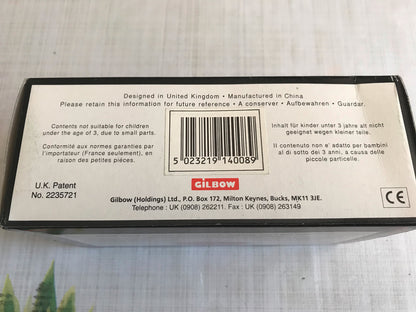 Designed in United Kingdom • Manufactured in China
Please retain this information for future reference • A conserver • Aufbewahren • Guardar.
Contents not suitable for children
under the age of 3, due to small parts.
Conformité aux normes garanties par
l'importateur (France seulement), en
raison des petites pièces.
5 023219 140089
Inhalt für kinder unter 3 jahre alt nicht
geeignet wegen kleiner teile.
Il contenuto non e' adatto per bambini
al di sotto dei 3 anni, a causa delle
piccole particelle.
U.K. Patent
No. 2235721
GILBOW
Gilbow (Holdings) Ltd., P.O. Box 172, Milton Keynes, Bucks, MK11 3JE.
Telephone : UK (0908) 262211. Fax : UK (0908) 263149
CE